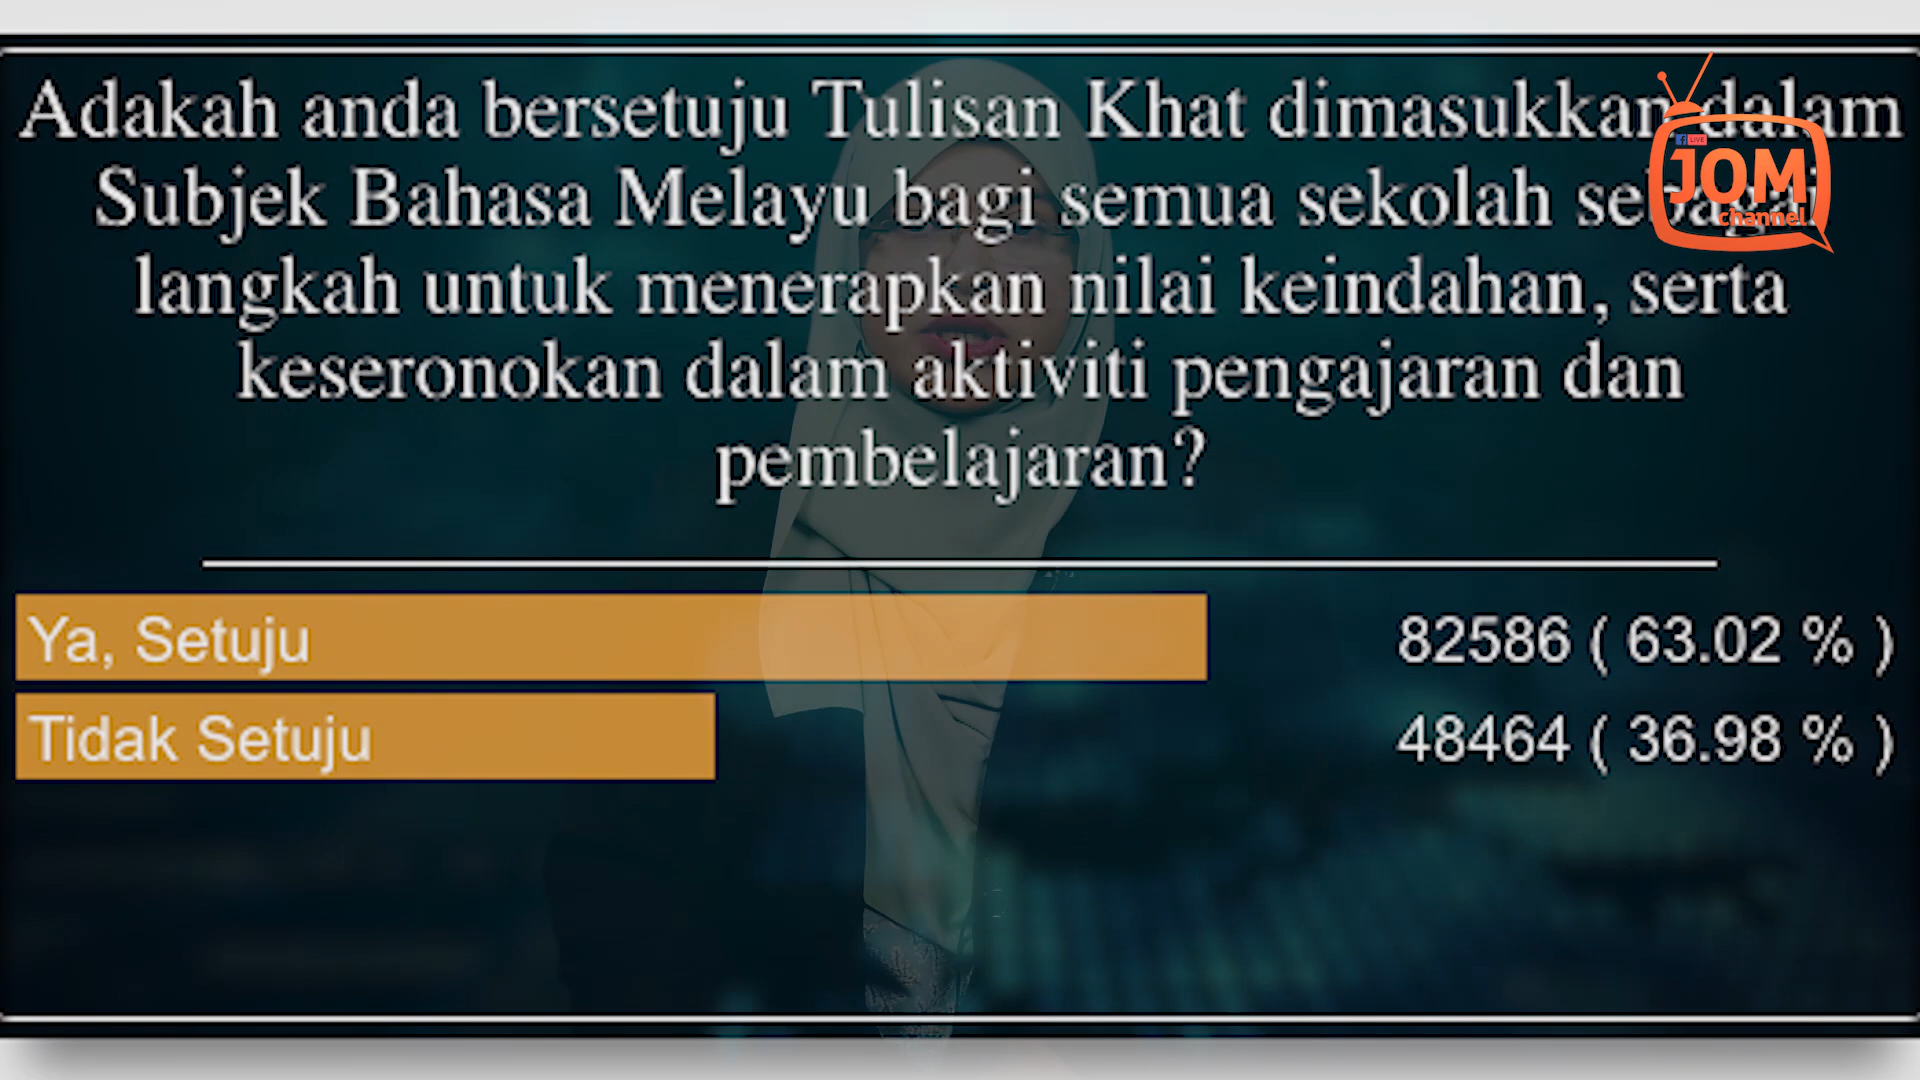 Adakah anda bersetuju Tulisan Khat dimasukkan dalam
Subjek Bahasa Melayu bagi semua sekolah sebagai
langkah untuk menerapkan nilai keindahan, serta
keseronokan dalam aktiviti pengajaran dan
pembelajaran?
Ya, Setuju 82586 ( 63.02 % )
Tidak Setuju 48464 ( 36.98 % )
LIVE
JOM
channel